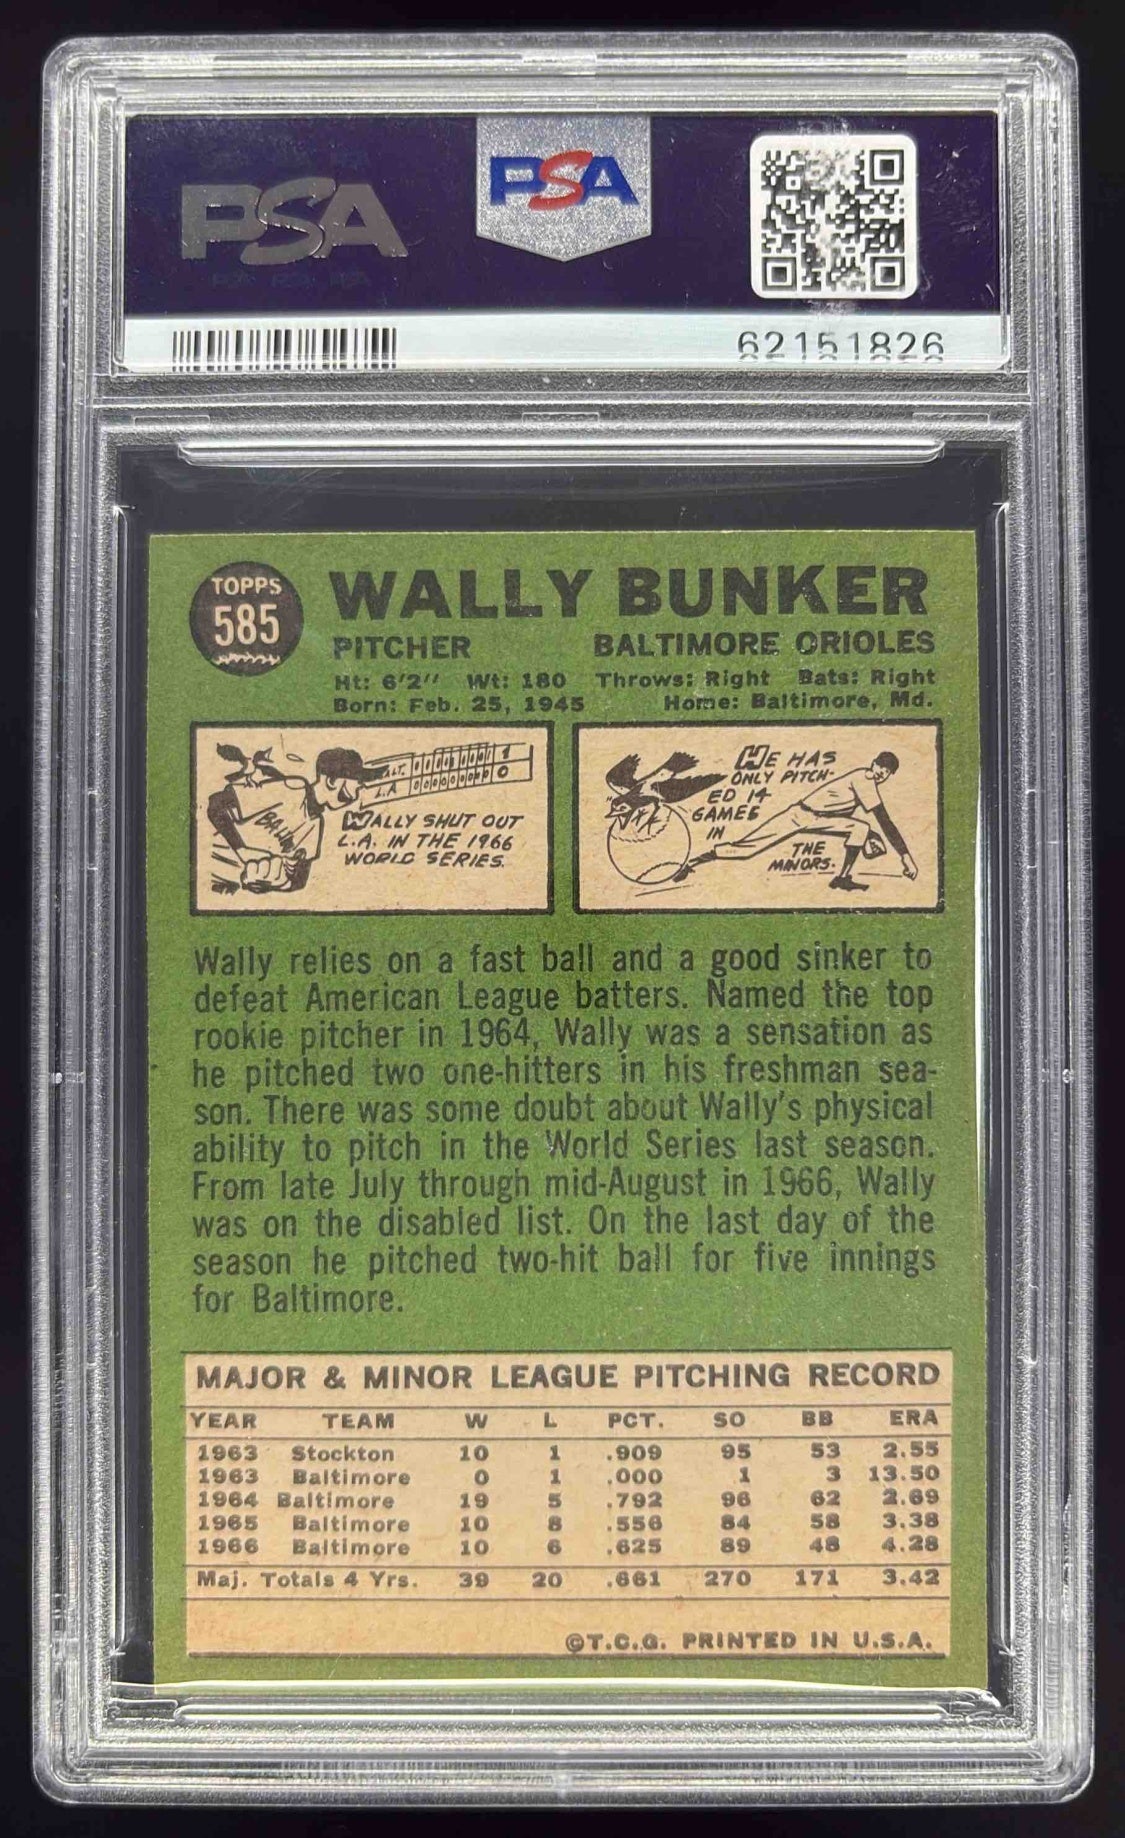 PSA
PSA
62151826
TOPPS
585
WALLY BUNKER
PITCHER BALTIMORE ORIOLES
Ht: 6'2" Wt: 180 Throws: Right Bats: Right
Born: Feb. 25, 1945 Home: Baltimore, Md.
BALT.
L.A.
WALLY SHUT OUT
L.A. IN THE 1966
WORLD SERIES.
HE HAS
ONLY PITCH-
ED 14
GAMES
IN
THE
MINORS.
Wally relies on a fast ball and a good sinker to
defeat American League batters. Named the top
rookie pitcher in 1964, Wally was a sensation as
he pitched two one-hitters in his freshman sea-
son. There was some doubt about Wally's physical
ability to pitch in the World Series last season.
From late July through mid-August in 1966, Wally
was on the disabled list. On the last day of the
season he pitched two-hit ball for five innings
for Baltimore.
MAJOR & MINOR LEAGUE PITCHING RECORD
YEAR TEAM W L PCT. SO BB ERA
1963 Stockton 10 1 .909 95 53 2.55
1963 Baltimore 0 1 .000 1 3 13.50
1964 Baltimore 19 5 .792 96 62 2.69
1965 Baltimore 10 8 .556 84 58 3.38
1966 Baltimore 10 6 .625 89 48 4.28
Maj. Totals 4 Yrs. 39 20 .661 270 171 3.42
©T.C.G. PRINTED IN U.S.A.